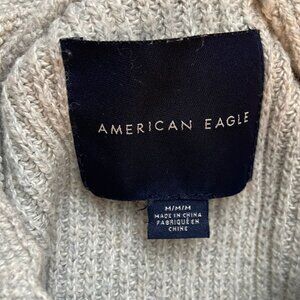 AMERICAN EAGLE
M/M/M
MADE IN CHINA
FABRIQUÉ EN
CHINE